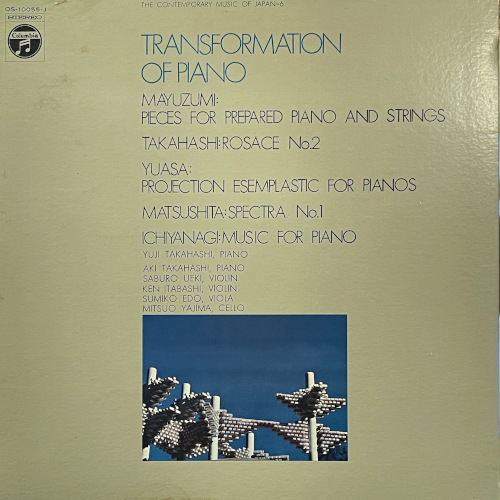 OS-10055-J
STEREO
Columbia
THE CONTEMPORARY MUSIC OF JAPAN-6
TRANSFORMATION
OF PIANO
MAYUZUMI:
PIECES FOR PREPARED PIANO AND STRINGS
TAKAHASHI:ROSACE No.2
YUASA:
PROJECTION ESEMPLASTIC FOR PIANOS
MATSUSHITA:SPECTRA No.1
ICHIYANAGI:MUSIC FOR PIANO
YUJI TAKAHASHI, PIANO
AKI TAKAHASHI, PIANO
SABURO UEKI, VIOLIN
KEN ITABASHI, VIOLIN
SUMIKO EDO, VIOLA
MITSUO YAJIMA, CELLO